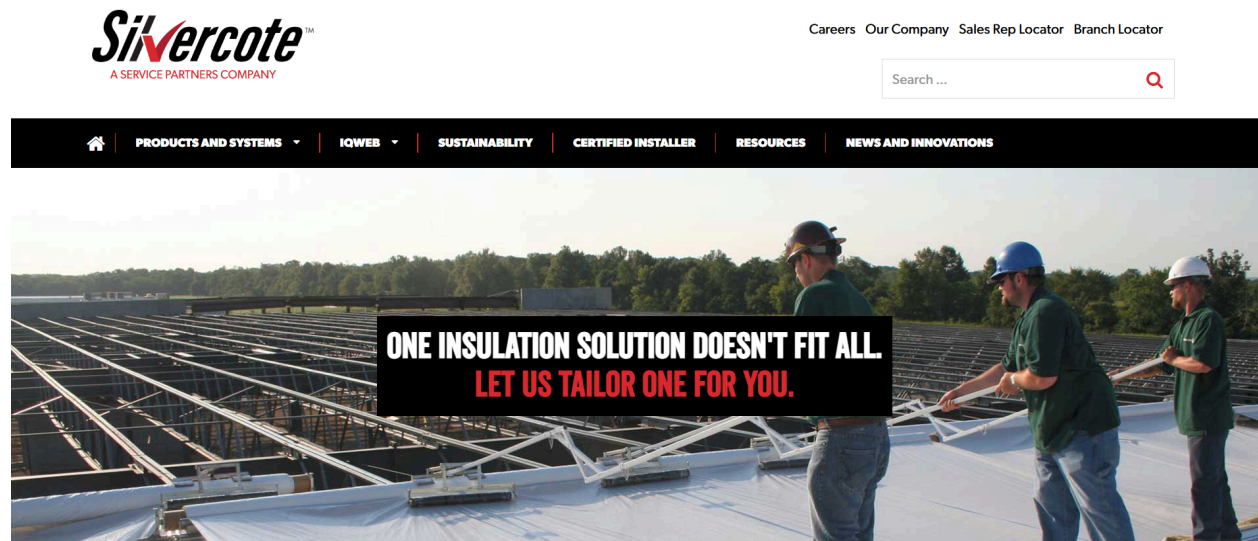 Silvercote™
A SERVICE PARTNERS COMPANY
Careers Our Company Sales Rep Locator Branch Locator
Search ...
PRODUCTS AND SYSTEMS IQWEB SUSTAINABILITY CERTIFIED INSTALLER RESOURCES NEWS AND INNOVATIONS
ONE INSULATION SOLUTION DOESN'T FIT ALL.
LET US TAILOR ONE FOR YOU.